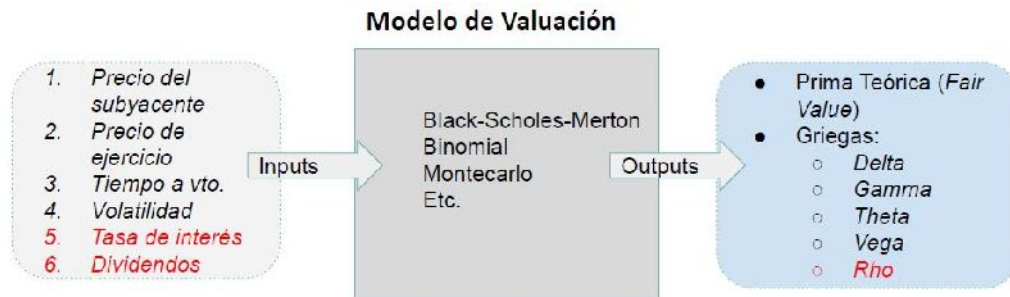 Modelo de Valuación
1. Precio del
subyacente
2. Precio de
ejercicio
3. Tiempo a vto.
4. Volatilidad
5. Tasa de interés
6. Dividendos
Inputs
Black-Scholes-Merton
Binomial
Montecarlo
Etc.
Outputs
● Prima Teórica (Fair
Value)
● Griegas:
○ Delta
○ Gamma
○ Theta
○ Vega
○ Rho